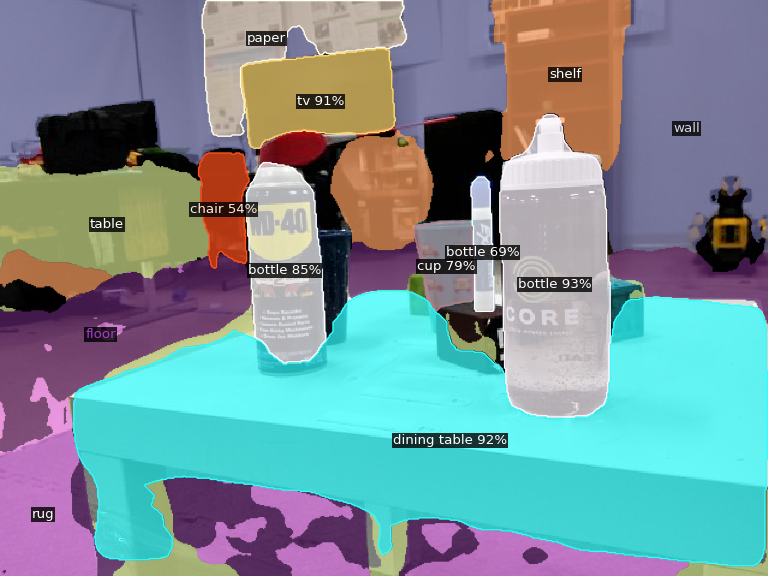 paper
tv 91%
shelf
wall
chair 54%
table
WD-40
bottle 69%
cup 79%
bottle 85%
bottle 93%
CORE
floor
dining table 92%
rug